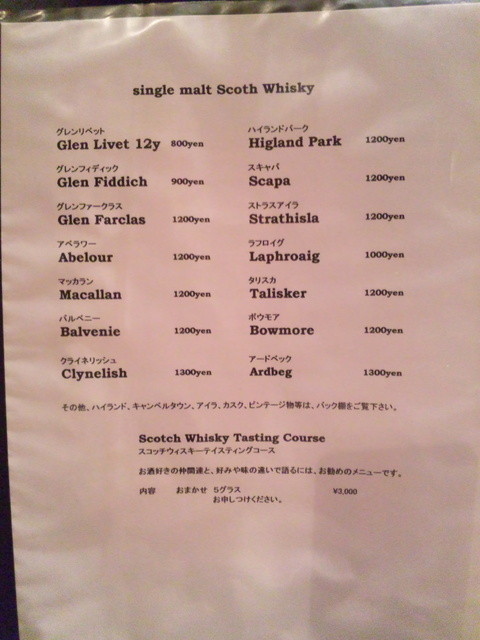 single malt Scoth Whisky
グレンリベット
Glen Livet 12y 800yen
グレンフィディック
Glen Fiddich 900yen
グレンファークラス
Glen Farclas 1200yen
アベラワー
Abelour 1200yen
マッカラン
Macallan 1200yen
バルベニー
Balvenie 1200yen
クライネリッシュ
Clynelish 1300yen
ハイランドパーク
Higland Park 1200yen
スキャパ
Scapa 1200yen
ストラスアイラ
Strathisla 1200yen
ラフロイグ
Laphroaig 1000yen
タリスカ
Talisker 1200yen
ボウモア
Bowmore 1200yen
アードベック
Ardbeg 1300yen
その他、ハイランド、キャンベルタウン、アイラ、カスク、ビンテージ物等は、バック棚をご覧下さい。
Scotch Whisky Tasting Course
スコッチウィスキーテイスティングコース
お酒好きの仲間達と、好みや味の違いで語るには、お勧めのメニューです。
内容 おまかせ 5グラス ¥3,000
お申しつけください。